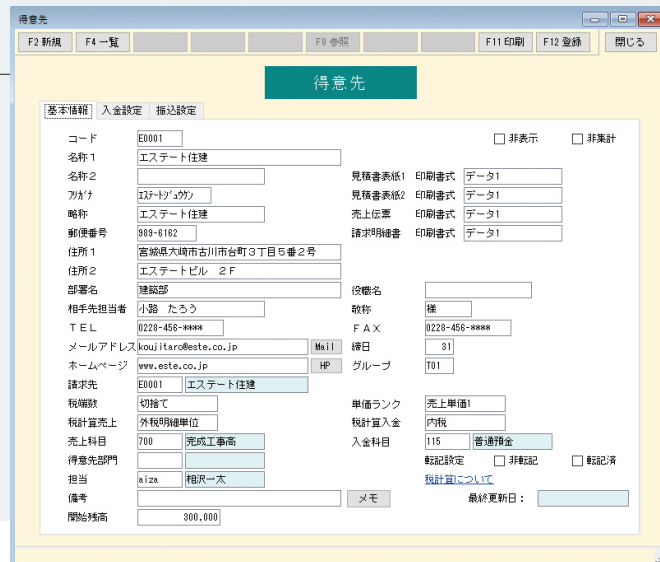 得意先
F2 新規 F4 一覧 F8 参照 F11 印刷 F12 登録 閉じる
得意先
基本情報 入金設定 振込設定
コード E0001 非表示 非集計
名称1 エステート住建
名称2 見積書表紙1 印刷書式 データ1
フリガナ エステートジュウケン 見積書表紙2 印刷書式 データ1
略称 エステート住建 売上伝票 印刷書式 データ1
郵便番号 989-6162 請求明細書 印刷書式 データ1
住所1 宮城県大崎市古川市台町3丁目5番2号
住所2 エステートビル 2F
部署名 建築部 役職名
相手先担当者 小路 たろう 敬称 様
TEL 0228-456-**** FAX 0228-456-****
メールアドレス koujitaro@este.co.jp Mail 締日 31
ホームページ www.este.co.jp HP グループ T01
請求先 E0001 エステート住建
税端数 切捨て 単価ランク 売上単価1
税計算売上 外税明細単位 税計算入金 内税
売上科目 700 完成工事高 入金科目 115 普通預金
得意先部門 転記設定 非転記 転記済
担当 aiza 相沢一太 税計算について
備考 メモ 最終更新日：
開始残高 300,000